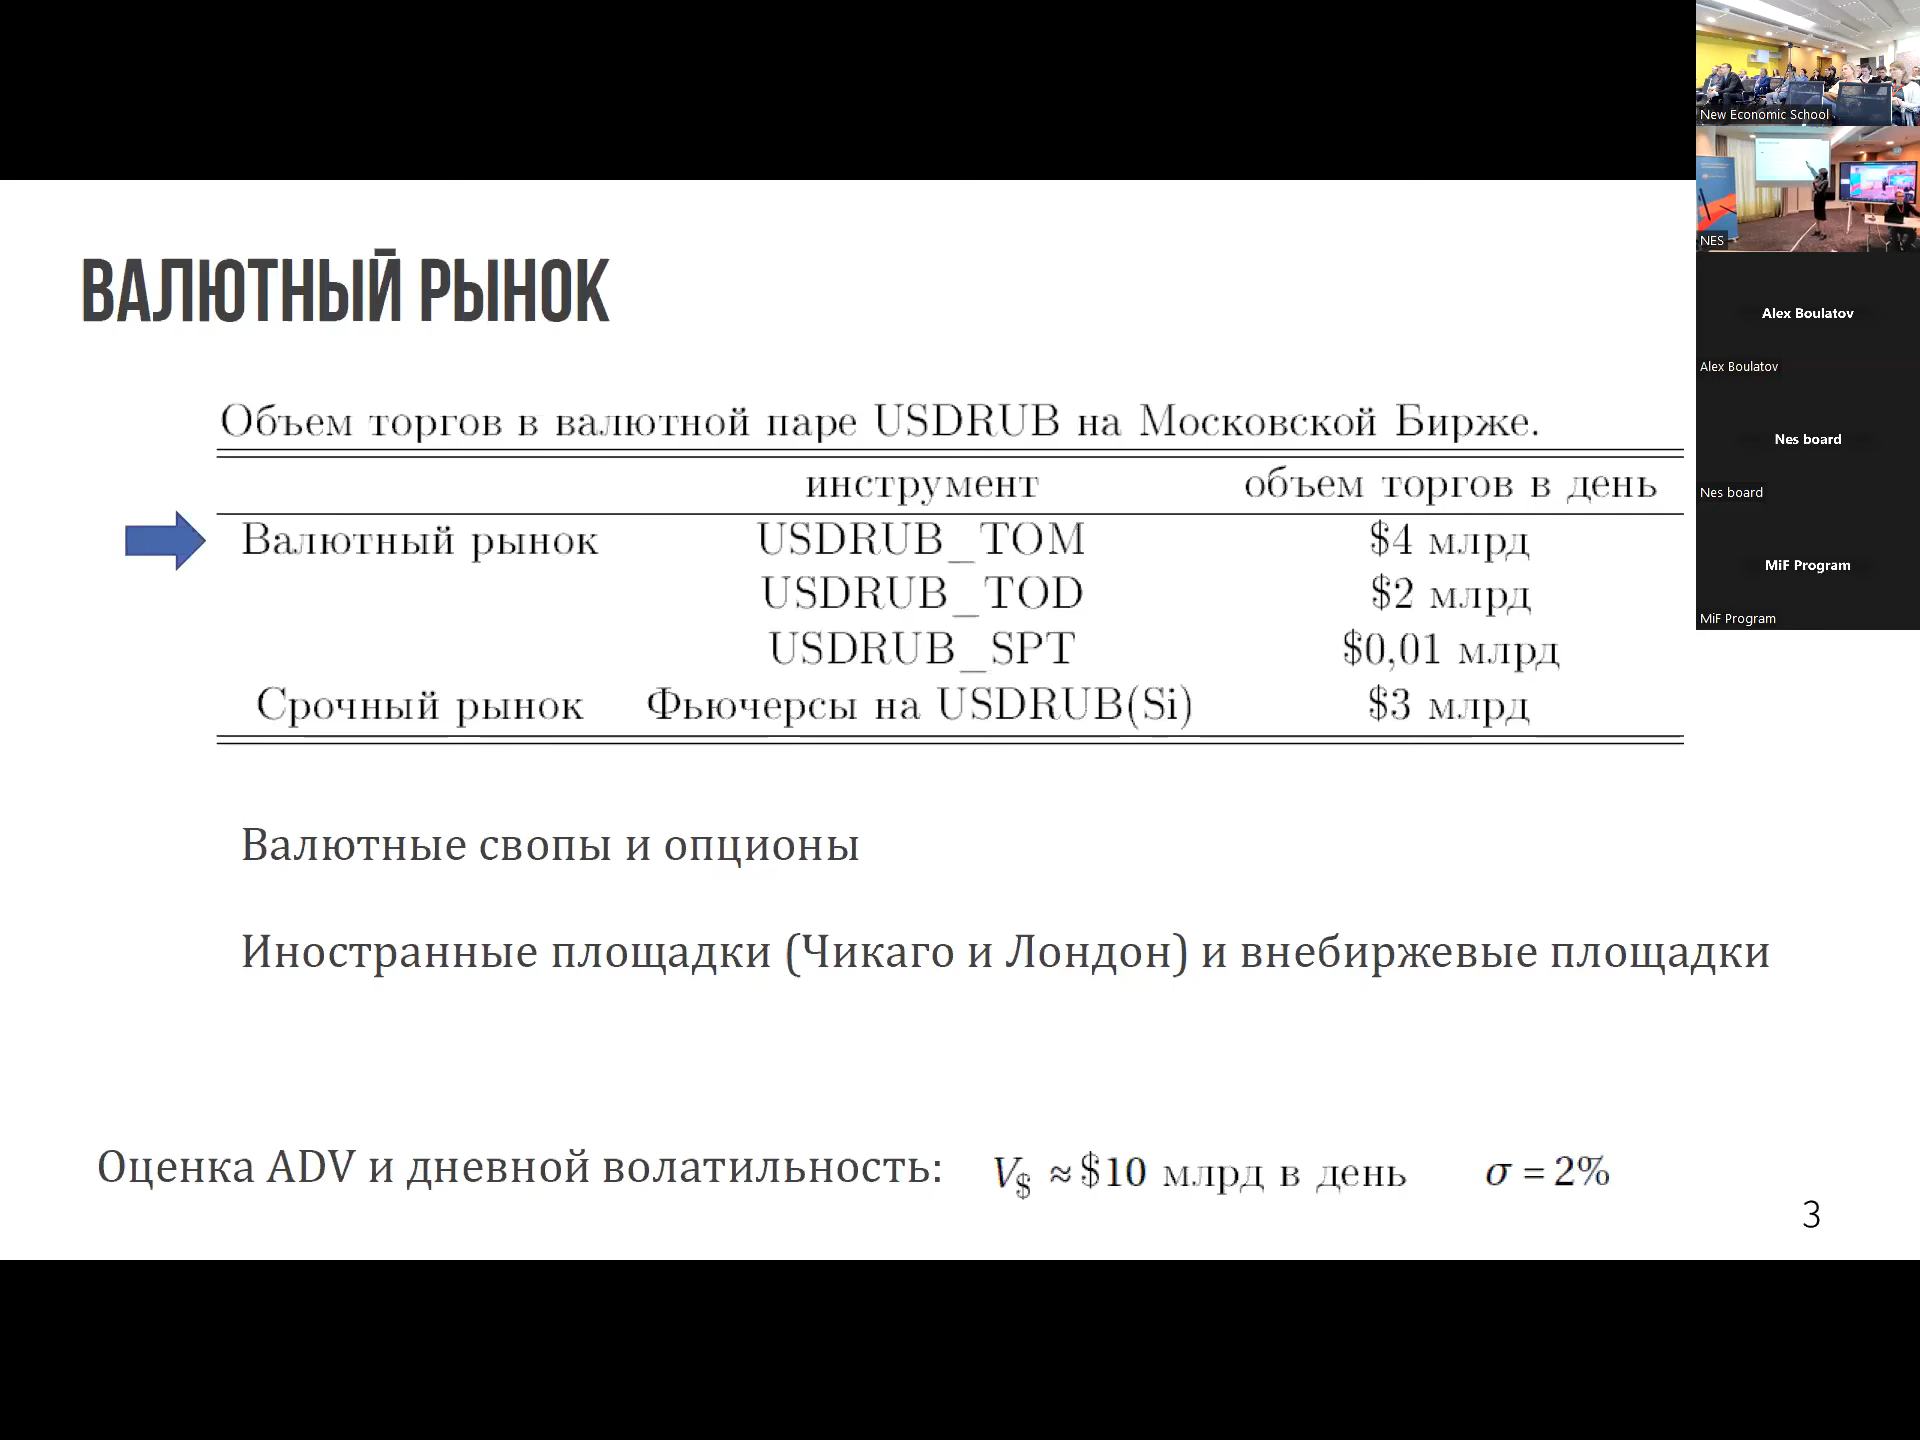 New Economic School
NES
Alex Boulatov
Alex Boulatov
Nes board
Nes board
MiF Program
MiF Program
ВАЛЮТНЫЙ РЫНОК
Объем торгов в валютной паре USDRUB на Московской Бирже.
инструмент объем торгов в день
Валютный рынок USDRUB_TOM $4 млрд
USDRUB_TOD $2 млрд
USDRUB_SPT $0,01 млрд
Срочный рынок Фьючерсы на USDRUB(Si) $3 млрд
Валютные свопы и опционы
Иностранные площадки (Чикаго и Лондон) и внебиржевые площадки
Оценка ADV и дневной волатильность: V$ ≈ $10 млрд в день σ = 2%
3